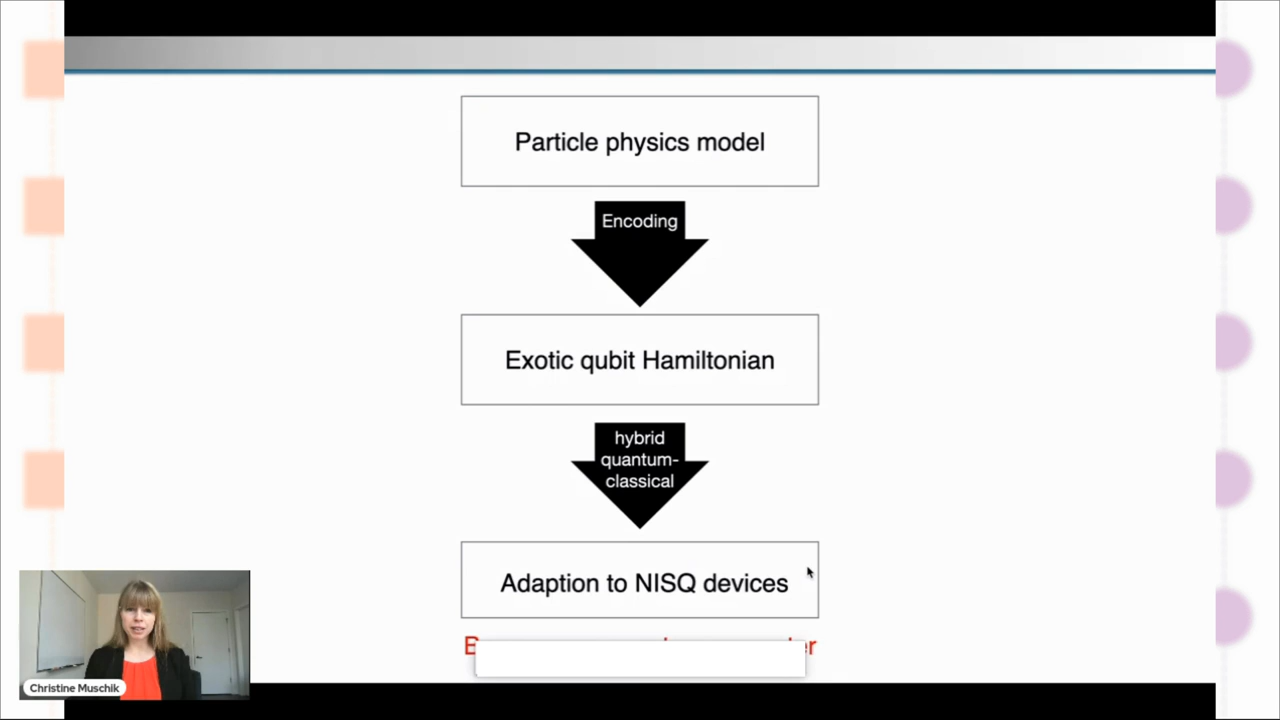 Particle physics model
Encoding
Exotic qubit Hamiltonian
hybrid
quantum-
classical
Adaption to NISQ devices
Christine Muschik